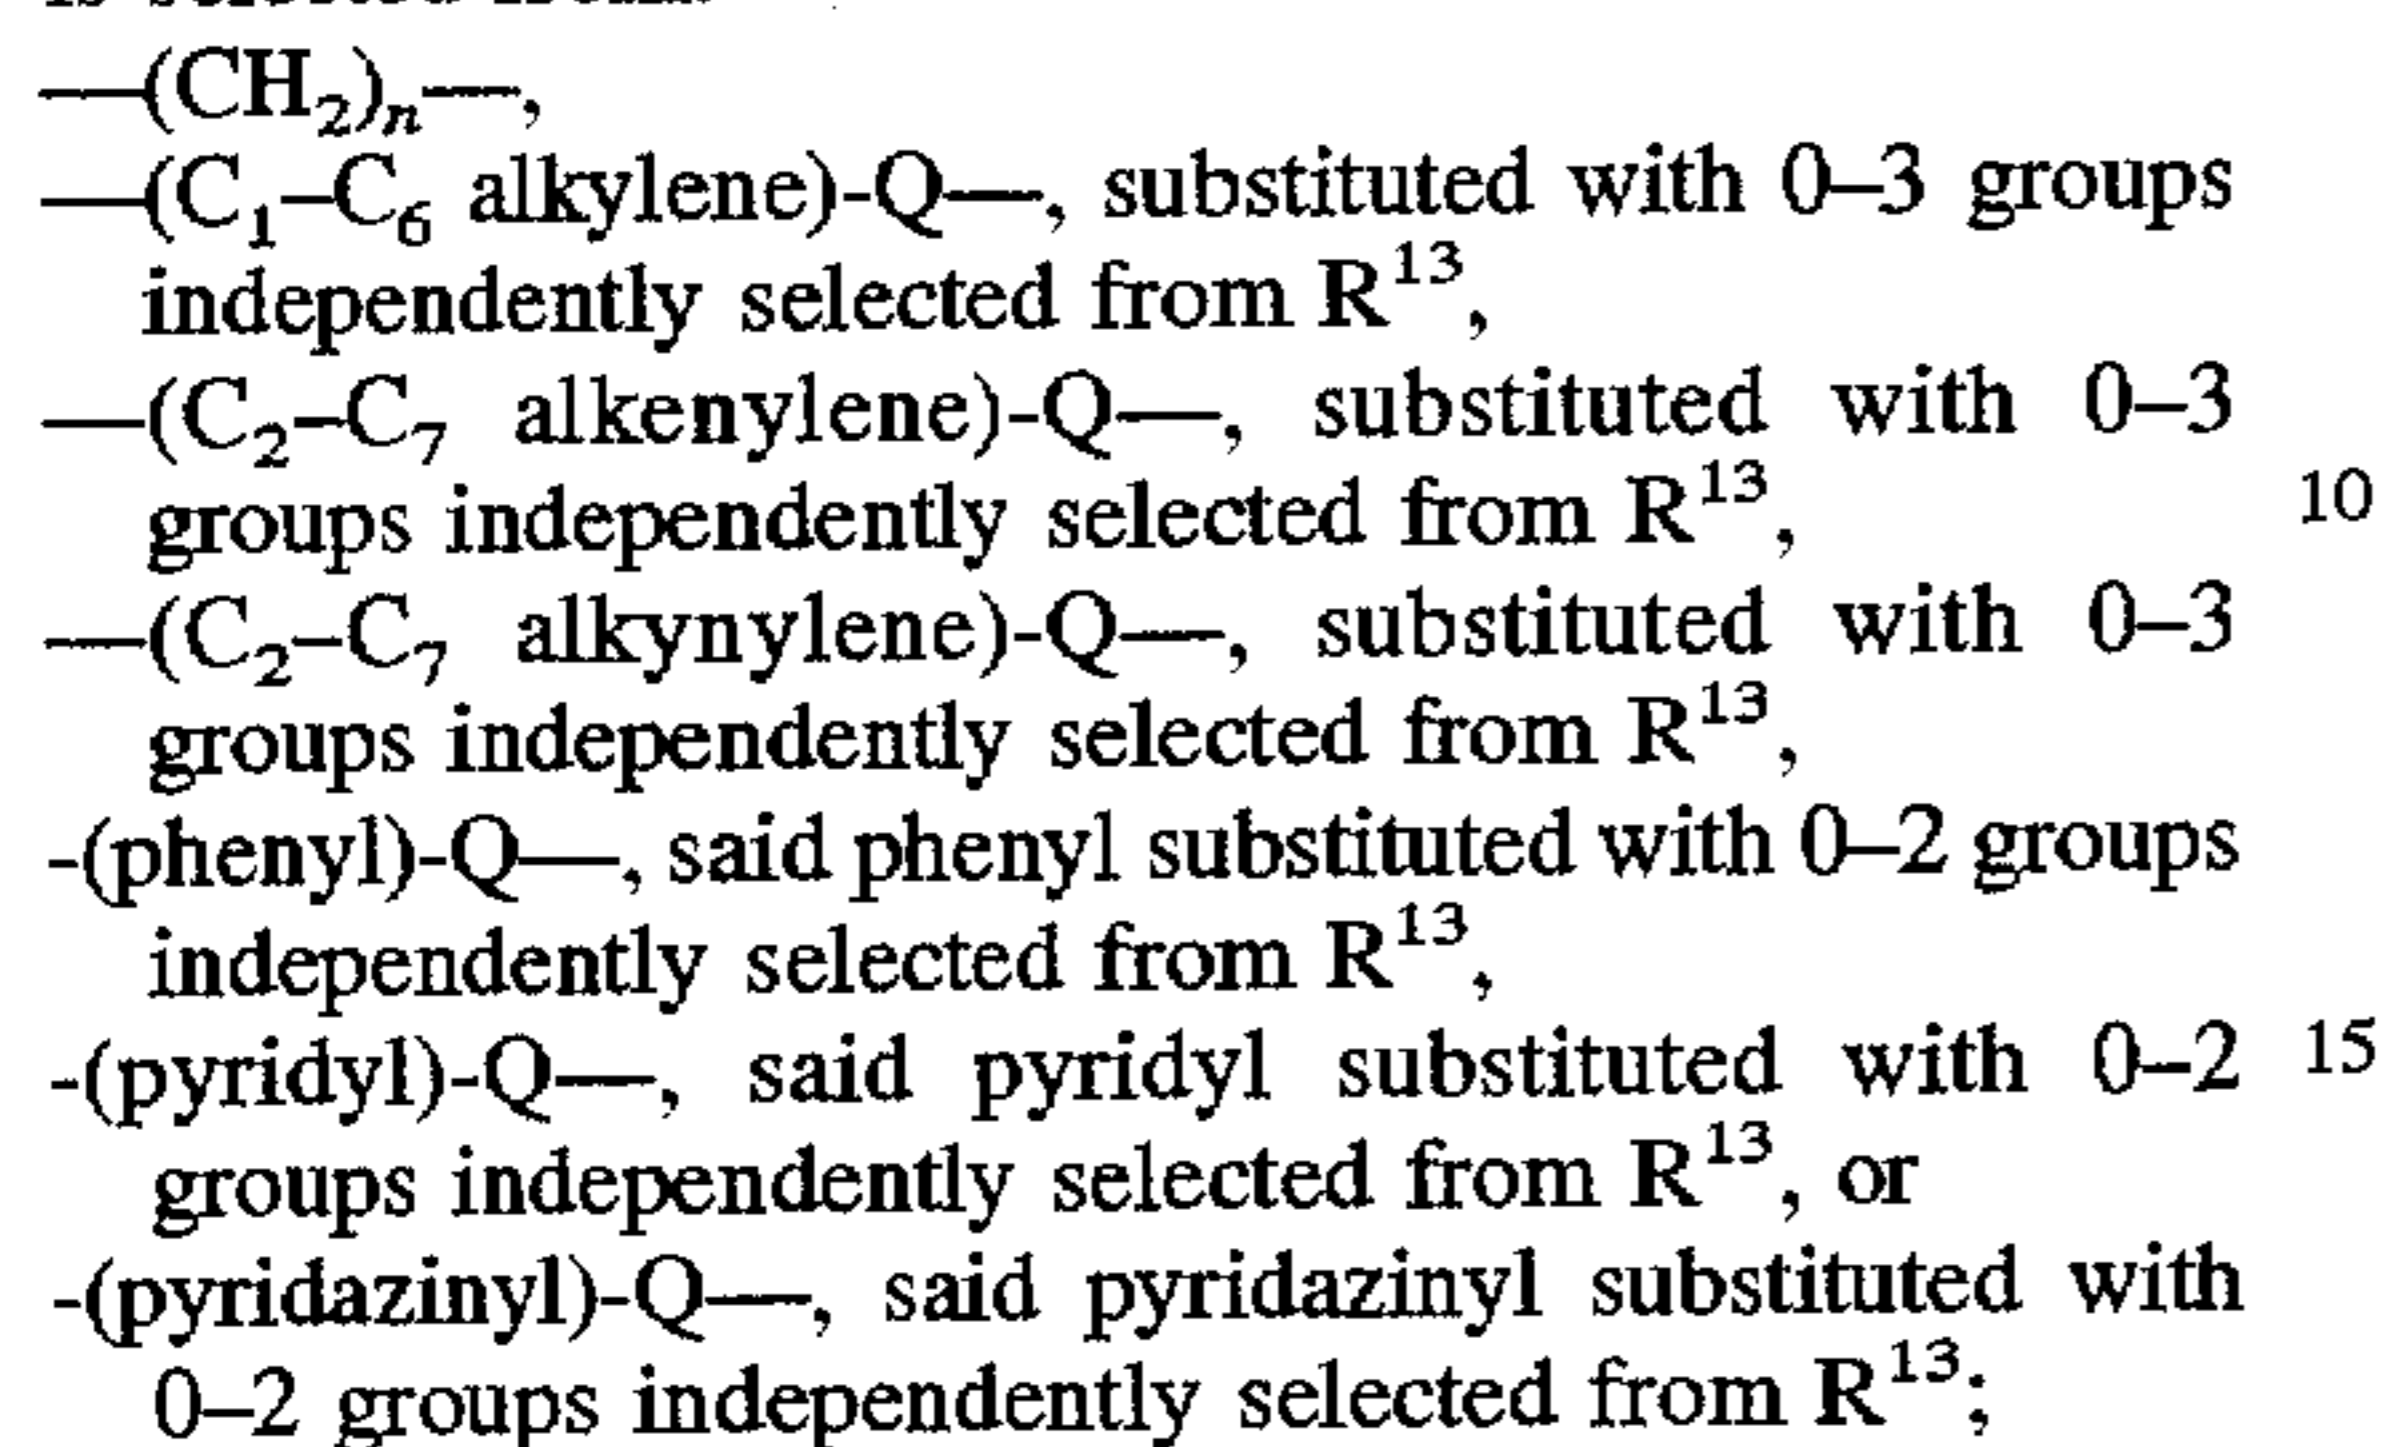 —(CH₂)ₙ—,
—(C₁–C₆ alkylene)-Q—, substituted with 0–3 groups
independently selected from R¹³,
—(C₂–C₇ alkenylene)-Q—, substituted with 0–3
groups independently selected from R¹³, 10
—(C₂–C₇ alkynylene)-Q—, substituted with 0–3
groups independently selected from R¹³,
-(phenyl)-Q—, said phenyl substituted with 0–2 groups
independently selected from R¹³,
-(pyridyl)-Q—, said pyridyl substituted with 0–2 15
groups independently selected from R¹³, or
-(pyridazinyl)-Q—, said pyridazinyl substituted with
0–2 groups independently selected from R¹³;